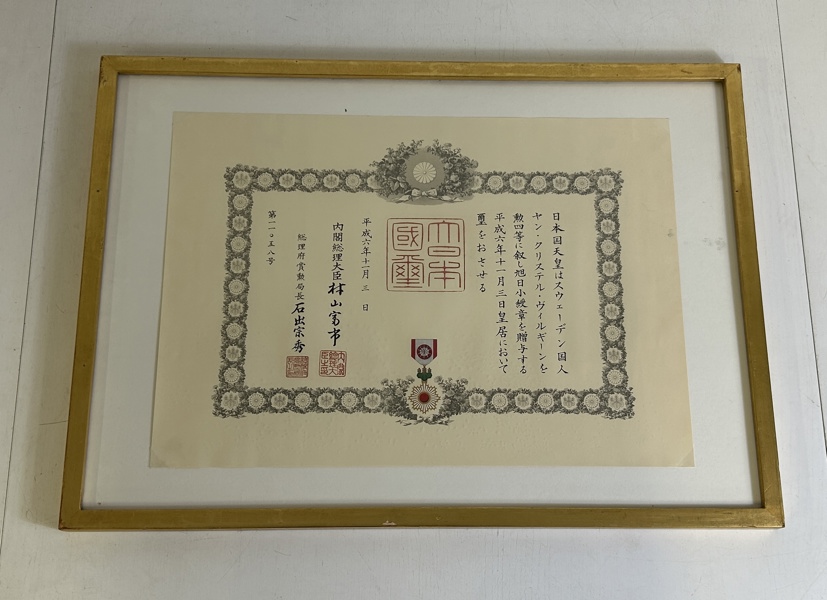 日本国天皇はスウェーデン国人
ヤン・クリステル・ヴィルギーンを
勲四等に叙し旭日小綬章を贈与する
平成六年十一月三日皇居において
璽をおさせる
大日本
國璽
平成六年十一月三日
内閣総理大臣村山富市
総理府賞勲局長石出宗秀
第一一〇五八号